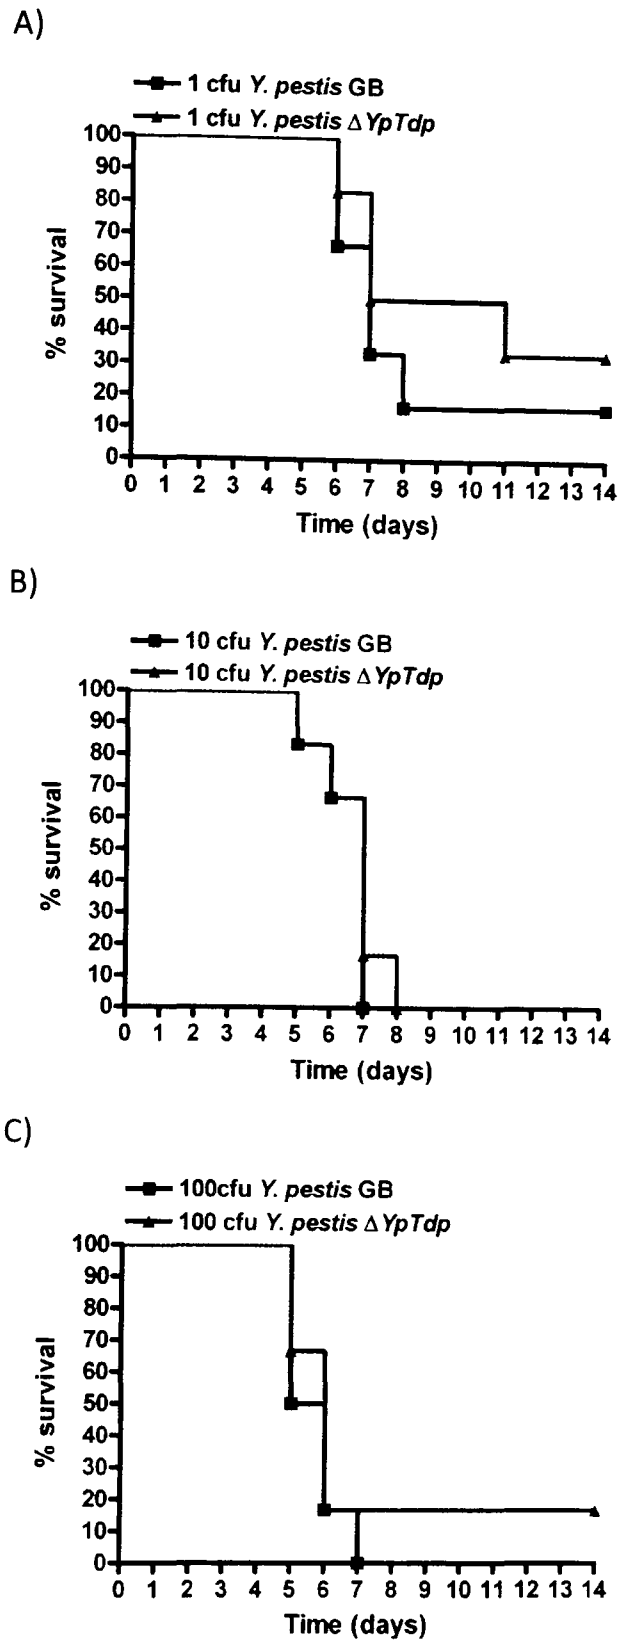 A)
1 cfu Y. pestis GB
1 cfu Y. pestis ΔYpTdp
100
90
80
70
60
50
40
30
20
10
0
% survival
0 1 2 3 4 5 6 7 8 9 10 11 12 13 14
Time (days)
B)
10 cfu Y. pestis GB
10 cfu Y. pestis ΔYpTdp
100
90
80
70
60
50
40
30
20
10
0
% survival
0 1 2 3 4 5 6 7 8 9 10 11 12 13 14
Time (days)
C)
100cfu Y. pestis GB
100 cfu Y. pestis ΔYpTdp
100
90
80
70
60
50
40
30
20
10
0
% survival
0 1 2 3 4 5 6 7 8 9 10 11 12 13 14
Time (days)